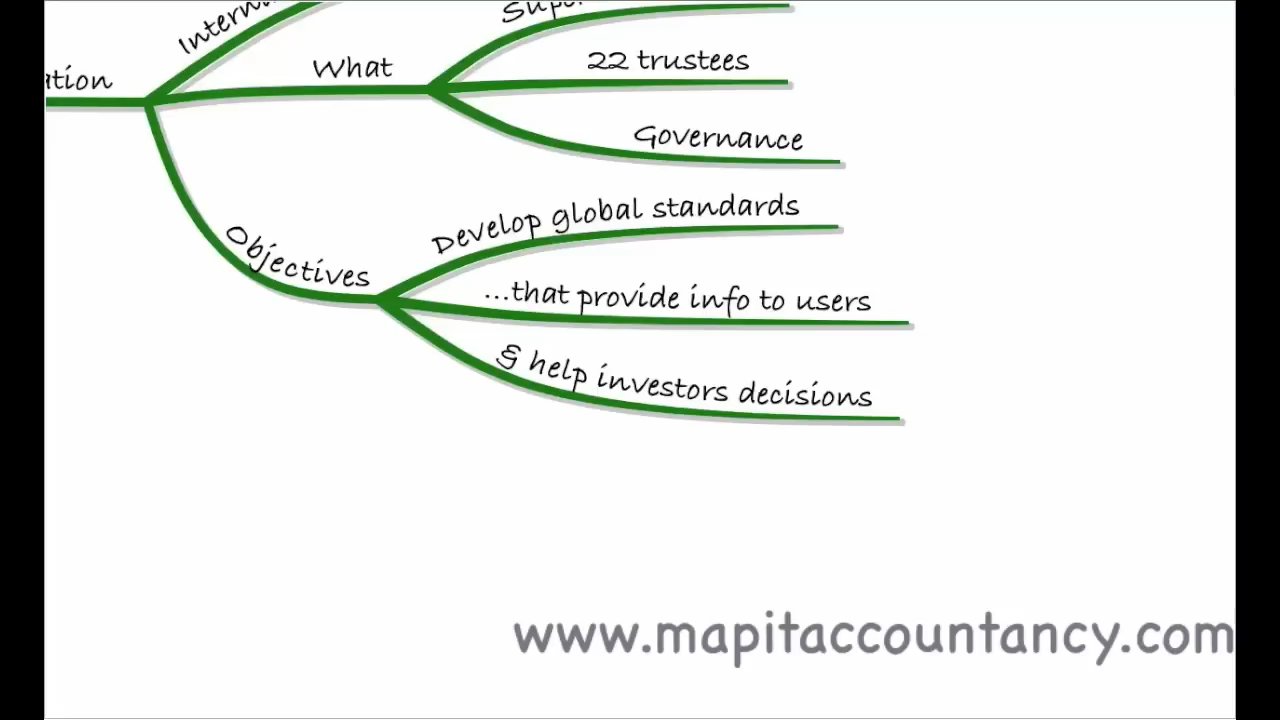 What
22 trustees
Governance
Objectives
Develop global standards
...that provide info to users
& help investors decisions
www.mapitaccountancy.com